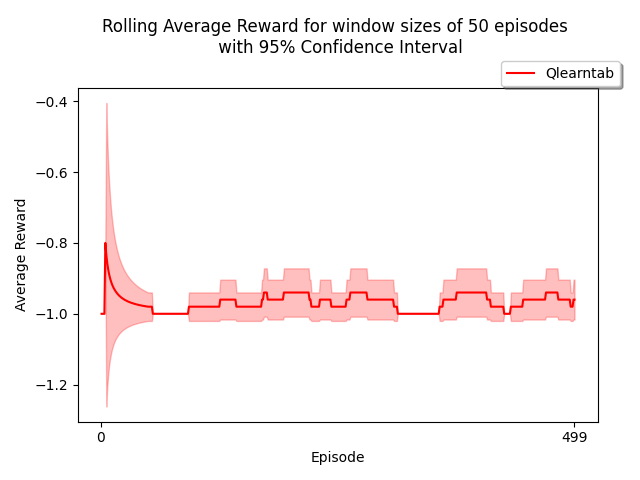 Rolling Average Reward for window sizes of 50 episodes
with 95% Confidence Interval
Qlearntab
−0.4
−0.6
−0.8
−1.0
−1.2
Average Reward
0
499
Episode